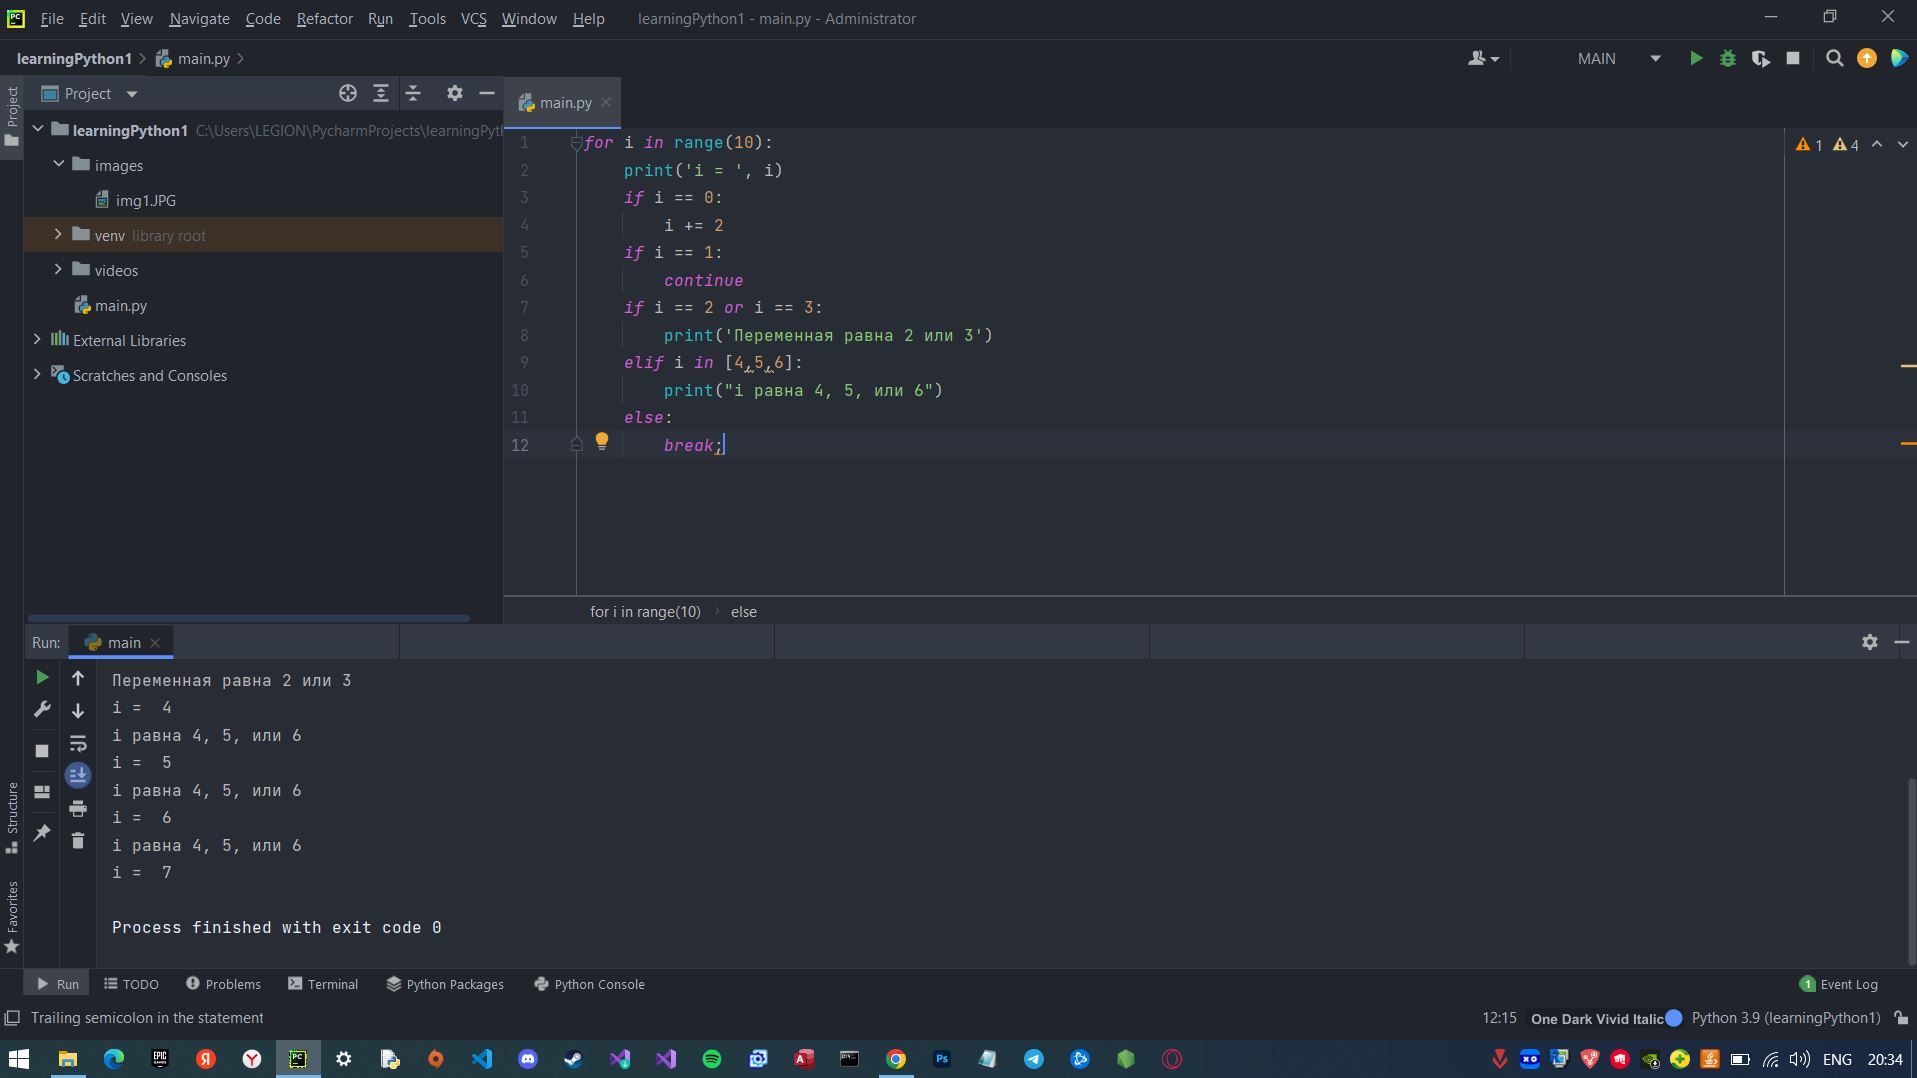 File Edit View Navigate Code Refactor Run Tools VCS Window Help learningPython1 - main.py - Administrator
learningPython1 main.py MAIN
Project main.py
learningPython1 C:\Users\LEGION\PycharmProjects\learningPyt
images
img1.JPG
venv library root
videos
main.py
External Libraries
Scratches and Consoles
1 for i in range(10):
2 print('i = ', i)
3 if i == 0:
4 i += 2
5 if i == 1:
6 continue
7 if i == 2 or i == 3:
8 print('Переменная равна 2 или 3')
9 elif i in [4,5,6]:
10 print("i равна 4, 5, или 6")
11 else:
12 break;
1 4
for i in range(10) else
Project
Structure
Favorites
Run: main
Переменная равна 2 или 3
i =  4
i равна 4, 5, или 6
i =  5
i равна 4, 5, или 6
i =  6
i равна 4, 5, или 6
i =  7
Process finished with exit code 0
Run TODO Problems Terminal Python Packages Python Console 1 Event Log
Trailing semicolon in the statement 12:15 One Dark Vivid Italic Python 3.9 (learningPython1)
ENG 20:34